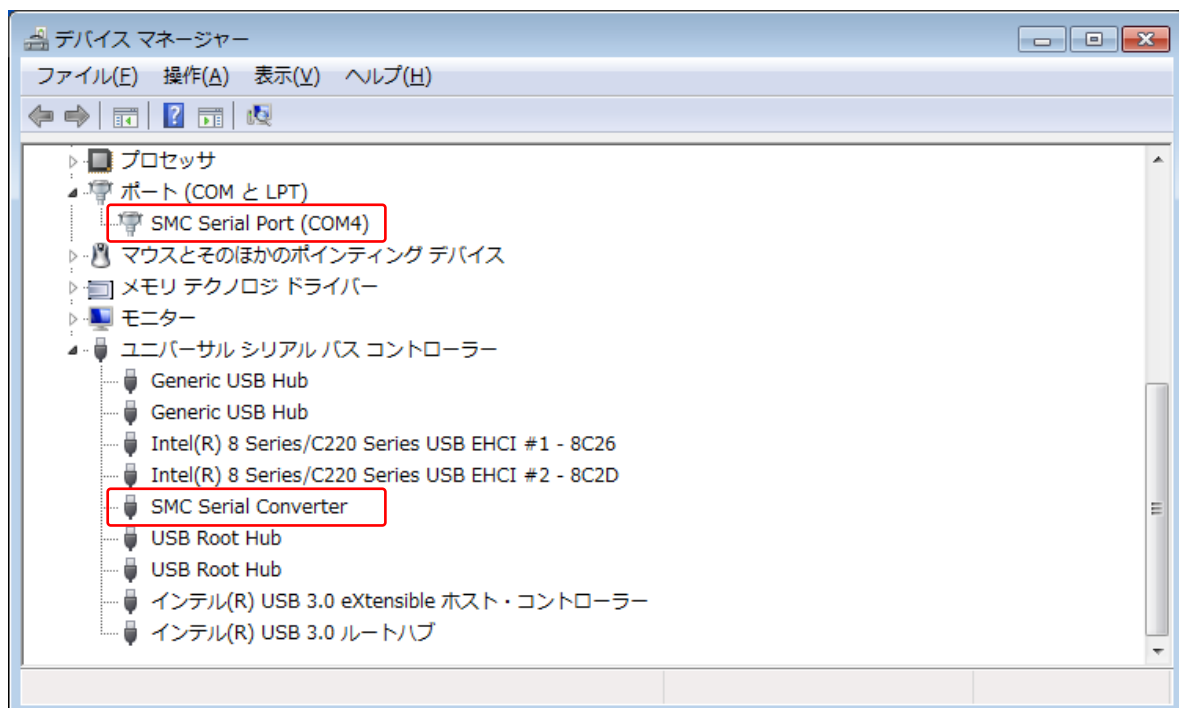 デバイス マネージャー
ファイル(F) 操作(A) 表示(V) ヘルプ(H)
プロセッサ
ポート (COM と LPT)
SMC Serial Port (COM4)
マウスとそのほかのポインティング デバイス
メモリ テクノロジ ドライバー
モニター
ユニバーサル シリアル バス コントローラー
Generic USB Hub
Generic USB Hub
Intel(R) 8 Series/C220 Series USB EHCI #1 - 8C26
Intel(R) 8 Series/C220 Series USB EHCI #2 - 8C2D
SMC Serial Converter
USB Root Hub
USB Root Hub
インテル(R) USB 3.0 eXtensible ホスト・コントローラー
インテル(R) USB 3.0 ルートハブ